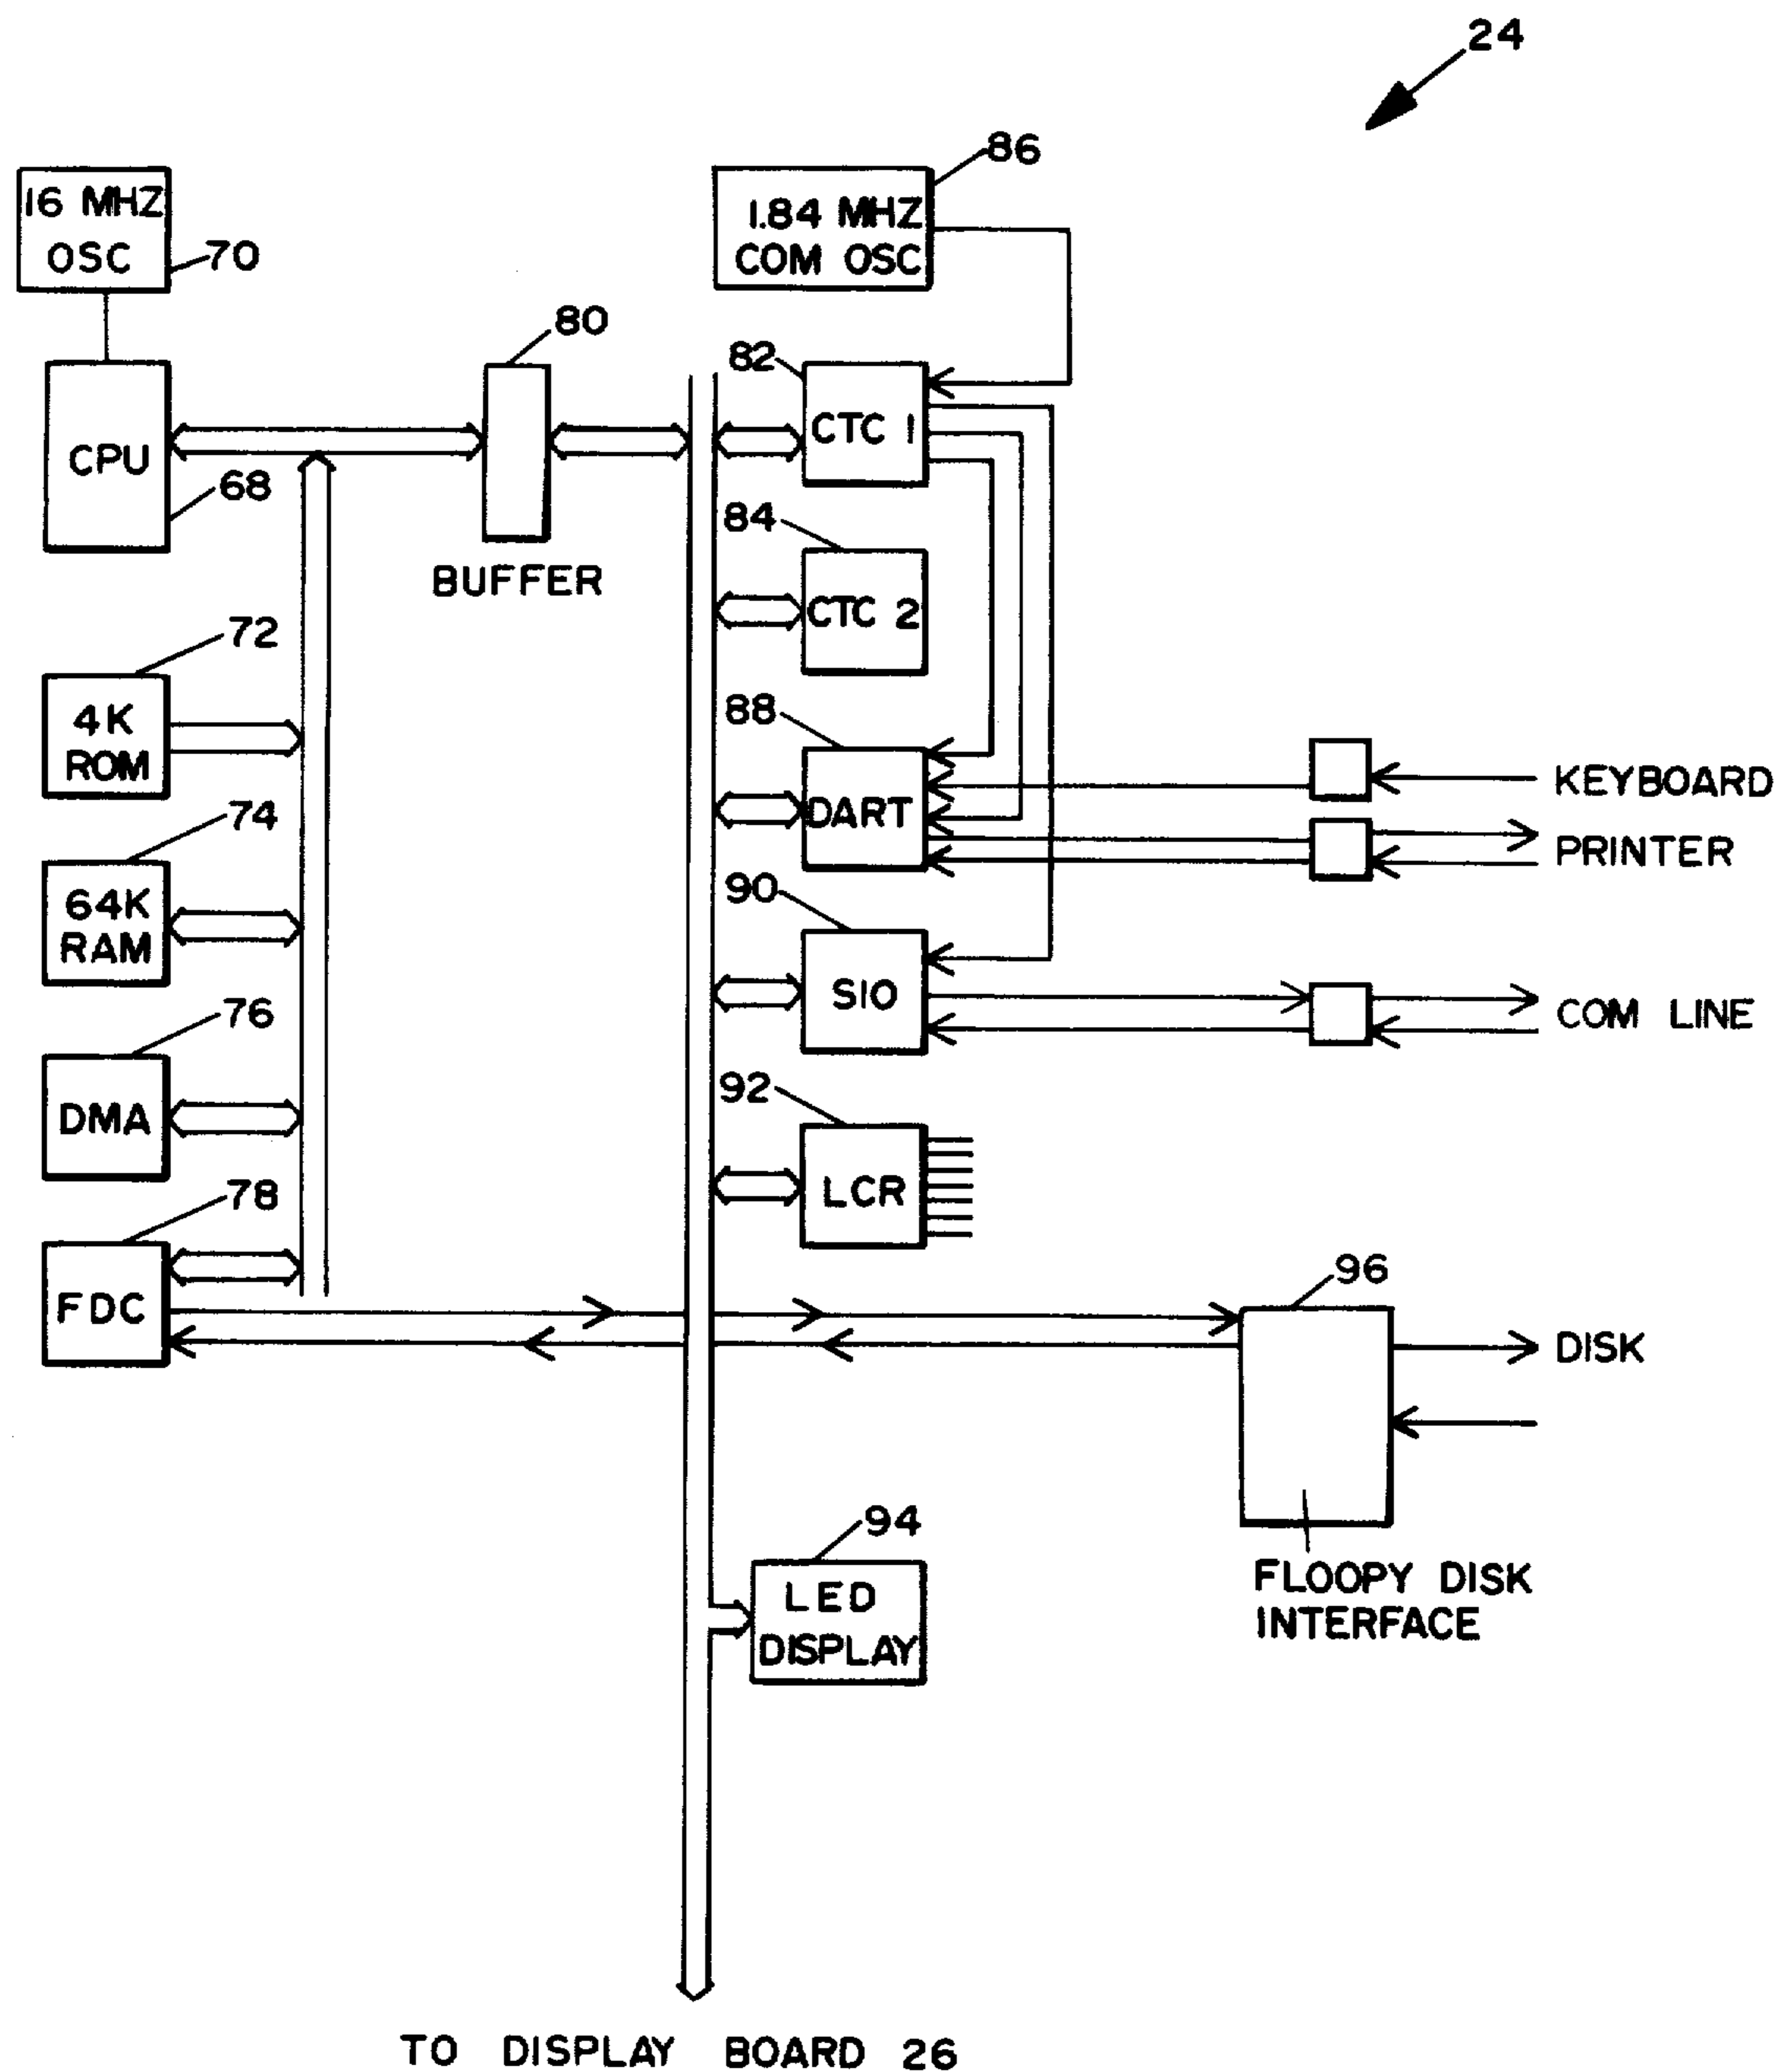 24
86
16 MHZ
OSC
70
1.84 MHZ
COM OSC
80
82
CPU
68
CTC 1
BUFFER
84
CTC 2
72
4K
ROM
88
DART
KEYBOARD
PRINTER
74
64K
RAM
90
SIO
COM LINE
76
DMA
92
LCR
78
FDC
96
DISK
94
LED
DISPLAY
FLOOPY DISK
INTERFACE
TO DISPLAY BOARD 26